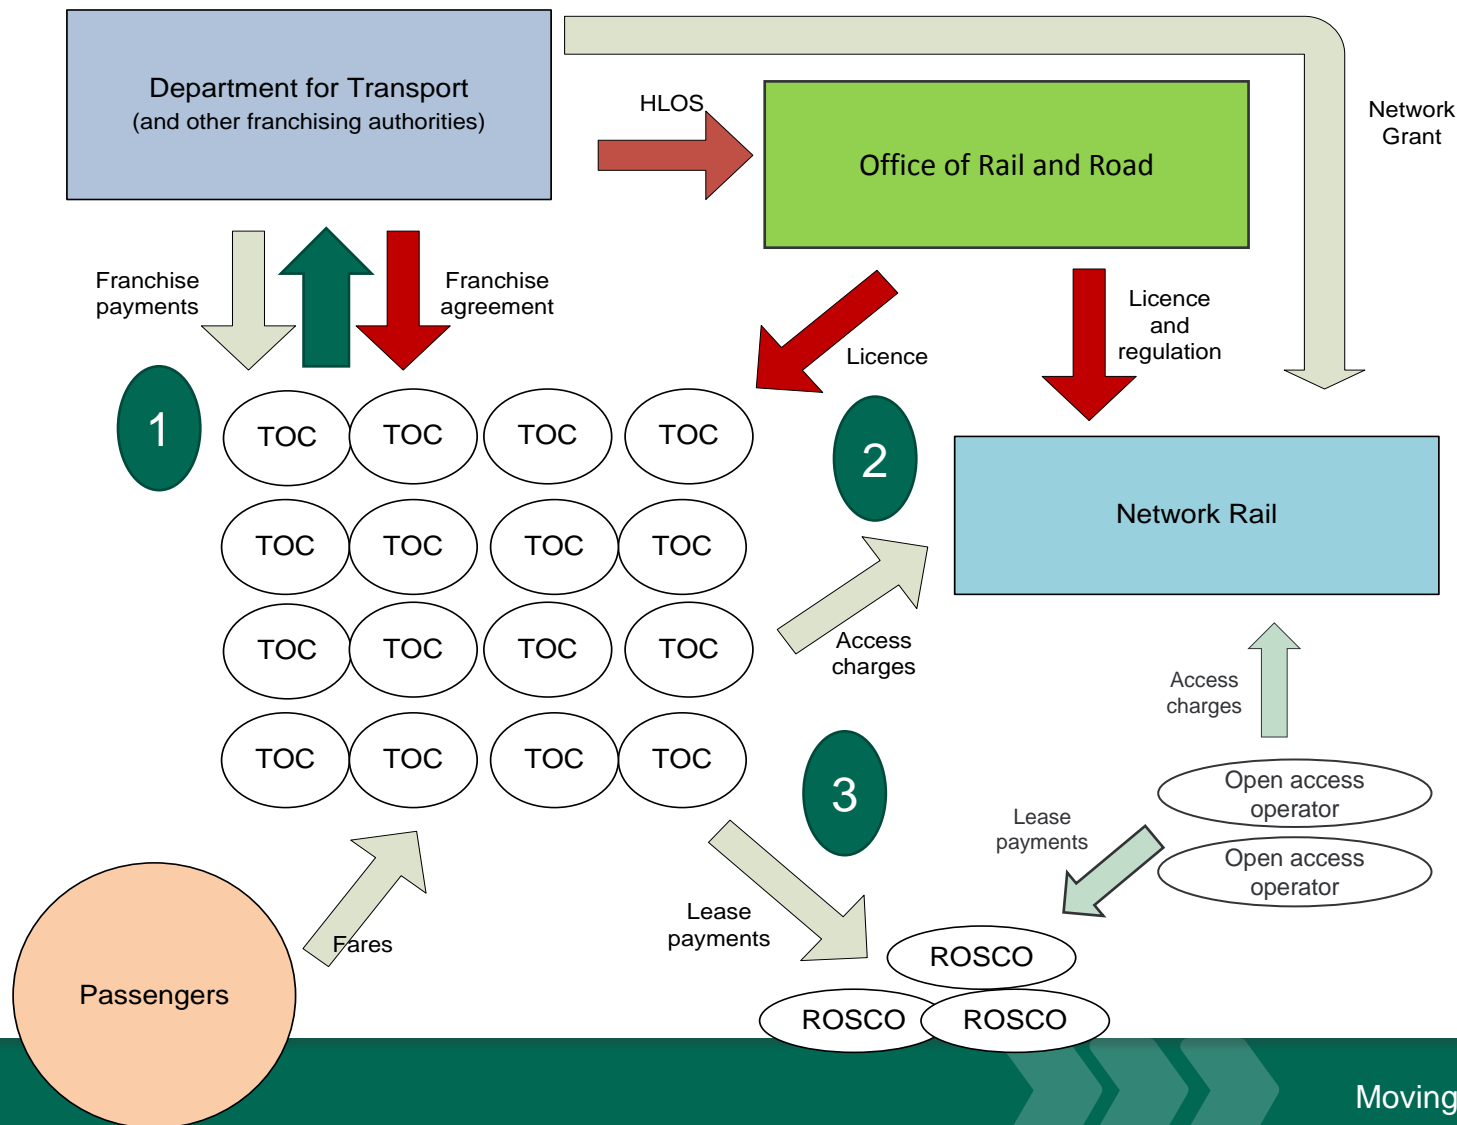 Department for Transport
(and other franchising authorities)
HLOS
Office of Rail and Road
Network
Grant
Franchise
payments
Franchise
agreement
Licence
Licence
and
regulation
1
TOC TOC TOC TOC
2
Network Rail
TOC TOC TOC TOC
TOC TOC TOC TOC
Access
charges
Access
charges
TOC TOC TOC TOC
3
Open access
operator
Lease
payments
Open access
operator
Fares
Lease
payments
Passengers
ROSCO
ROSCO ROSCO
Moving